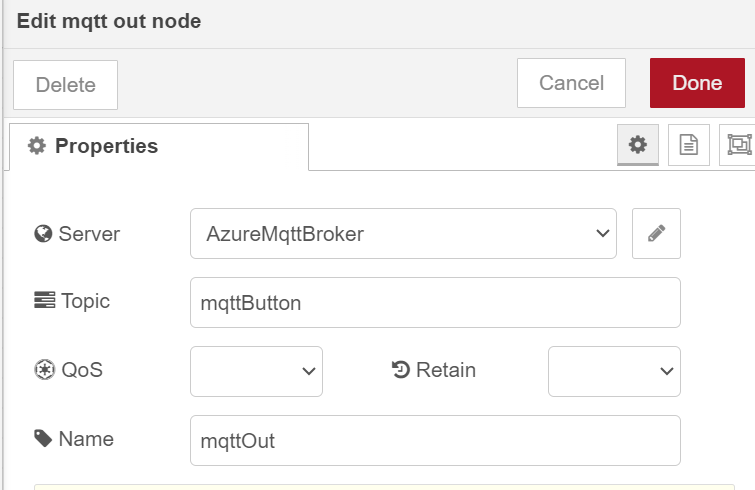 Edit mqtt out node
Delete
Cancel
Done
Properties
Server
AzureMqttBroker
Topic
mqttButton
QoS
Retain
Name
mqttOut